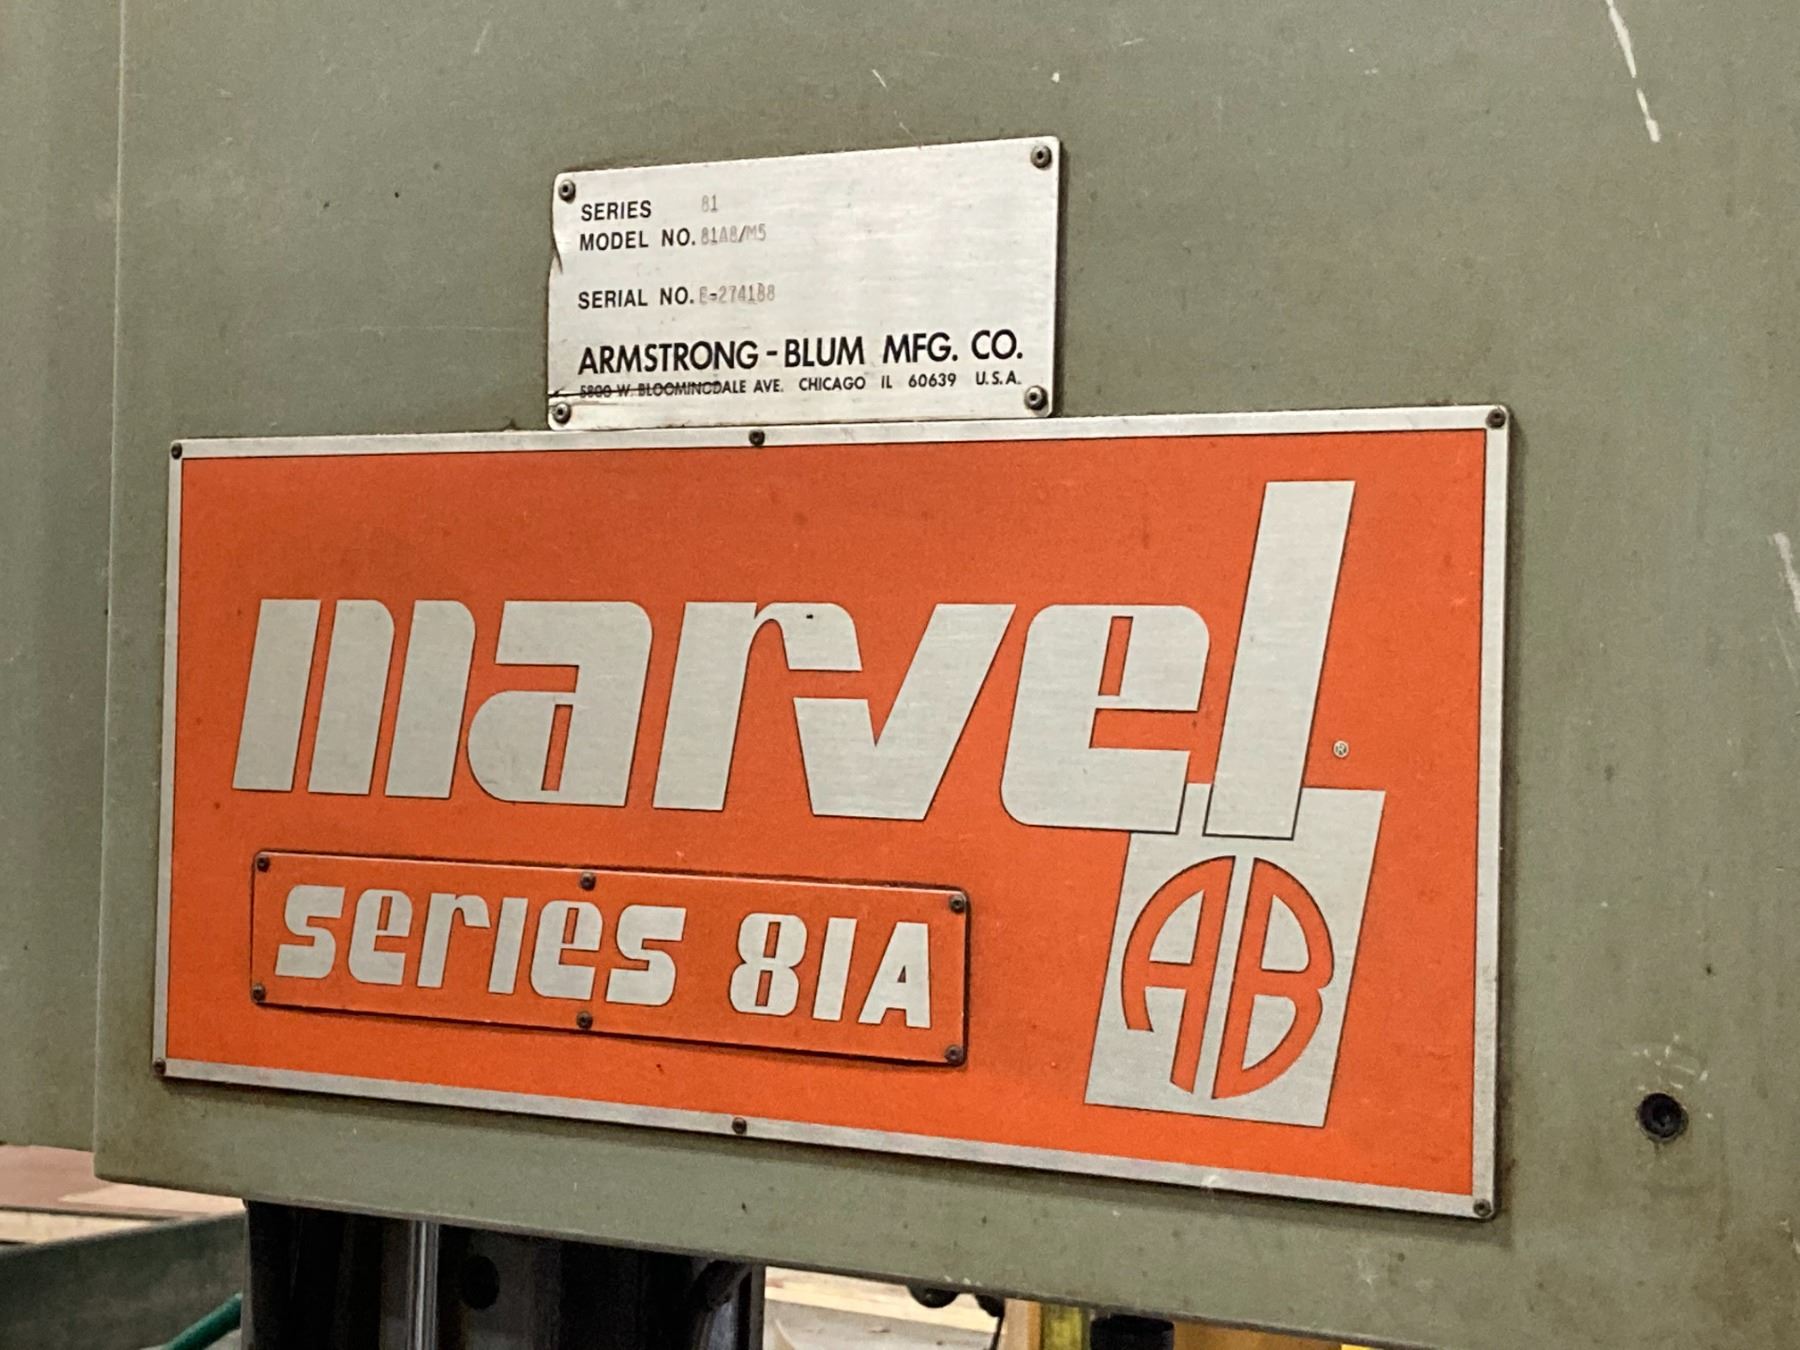 SERIES 81
MODEL NO. 81A8/M5
SERIAL NO. E-274188
ARMSTRONG - BLUM MFG. CO.
5800 W. BLOOMINGDALE AVE. CHICAGO IL 60639 U.S.A.
marvel ®
series 81A
AB